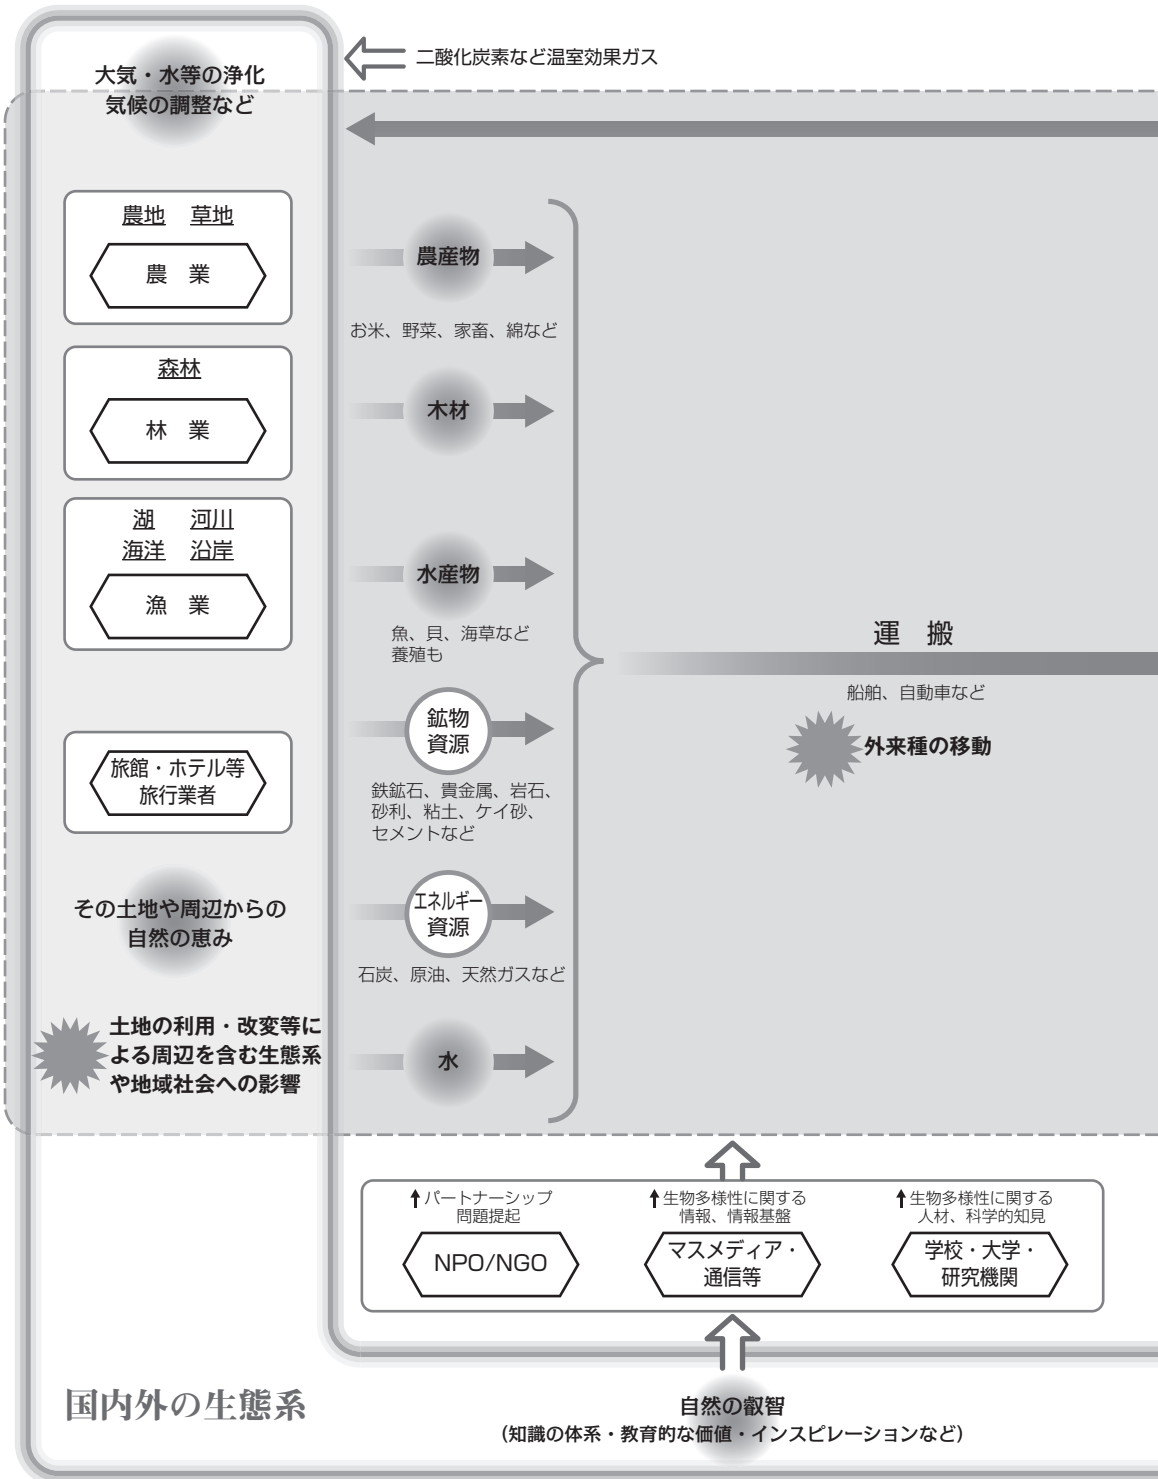 二酸化炭素など温室効果ガス
大気・水等の浄化
気候の調整など
農地 草地
農 業
森林
林 業
湖 河川
海洋 沿岸
漁 業
旅館・ホテル等
旅行業者
その土地や周辺からの
自然の恵み
土地の利用・改変等に
よる周辺を含む生態系
や地域社会への影響
農産物
お米、野菜、家畜、綿など
木材
水産物
魚、貝、海草など
養殖も
鉱物
資源
鉄鉱石、貴金属、岩石、
砂利、粘土、ケイ砂、
セメントなど
エネルギー
資源
石炭、原油、天然ガスなど
水
運 搬
船舶、自動車など
外来種の移動
パートナーシップ
問題提起
NPO/NGO
生物多様性に関する
情報、情報基盤
マスメディア・
通信等
生物多様性に関する
人材、科学的知見
学校・大学・
研究機関
国内外の生態系
自然の叡智
（知識の体系・教育的な価値・インスピレーションなど）